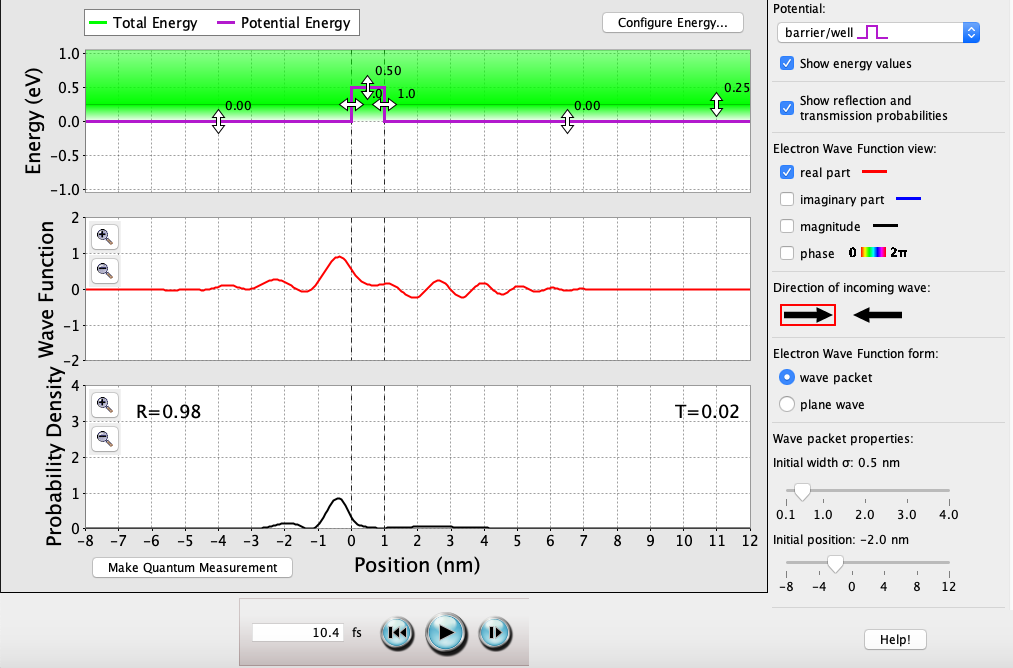 Total Energy Potential Energy
Configure Energy...
Energy (eV)
1.0
0.5
0.0
-0.5
-1.0
0.00
0.50
1.0
0.00
0.25
Wave Function
2
1
0
-1
-2
Probability Density
4
3
2
1
0
R=0.98
T=0.02
-8 -7 -6 -5 -4 -3 -2 -1 0 1 2 3 4 5 6 7 8 9 10 11 12
Position (nm)
Make Quantum Measurement
10.4 fs
Potential:
barrier/well
Show energy values
Show reflection and
transmission probabilities
Electron Wave Function view:
real part
imaginary part
magnitude
phase 0 2π
Direction of incoming wave:
Electron Wave Function form:
wave packet
plane wave
Wave packet properties:
Initial width σ: 0.5 nm
0.1 1.0 2.0 3.0 4.0
Initial position: -2.0 nm
-8 -4 0 4 8 12
Help!